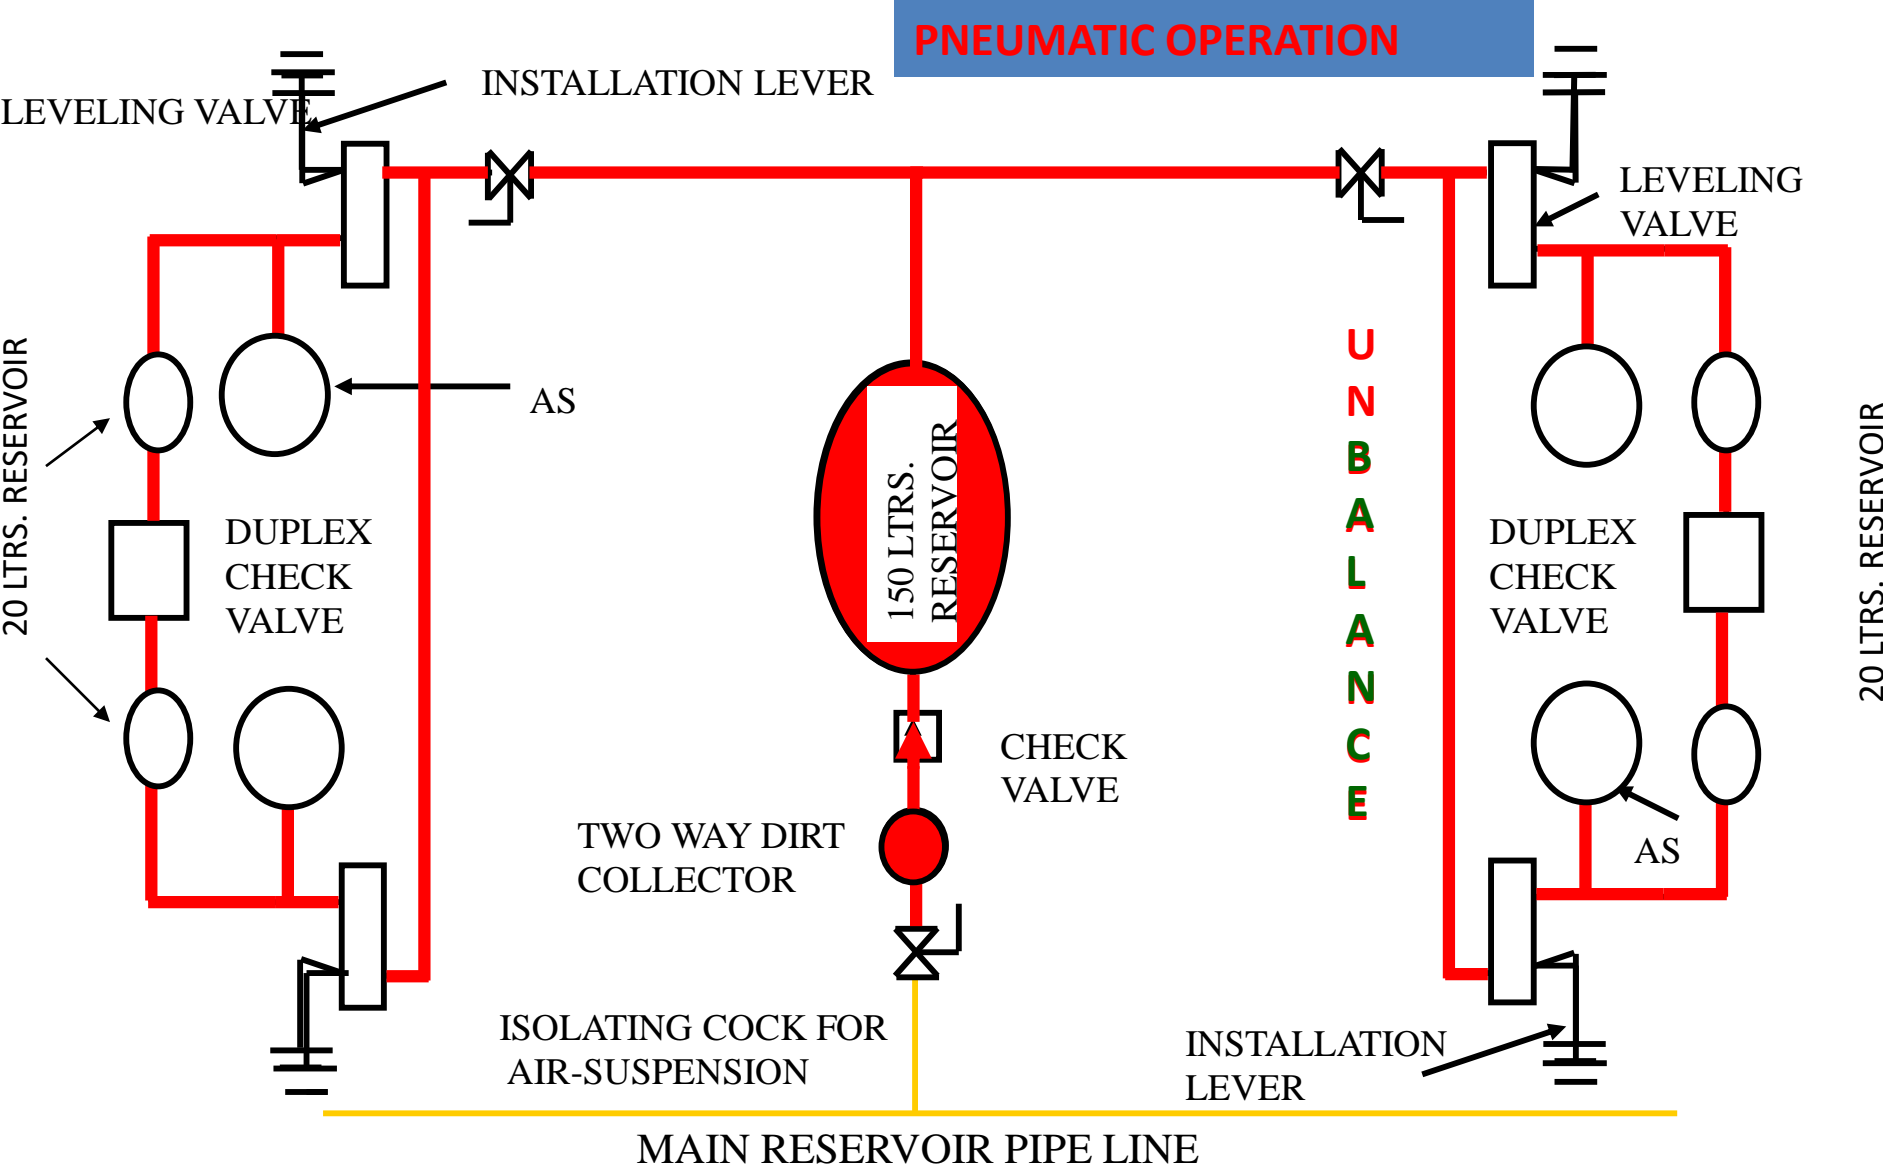 PNEUMATIC OPERATION
INSTALLATION LEVER
LEVELING VALVE
LEVELING
VALVE
20 LTRS. RESERVOIR
AS
150 LTRS.
RESERVOIR
U
N
B
A
L
A
N
C
E
20 LTRS. RESERVOIR
DUPLEX
CHECK
VALVE
DUPLEX
CHECK
VALVE
CHECK
VALVE
TWO WAY DIRT
COLLECTOR
AS
ISOLATING COCK FOR
AIR-SUSPENSION
INSTALLATION
LEVER
MAIN RESERVOIR PIPE LINE